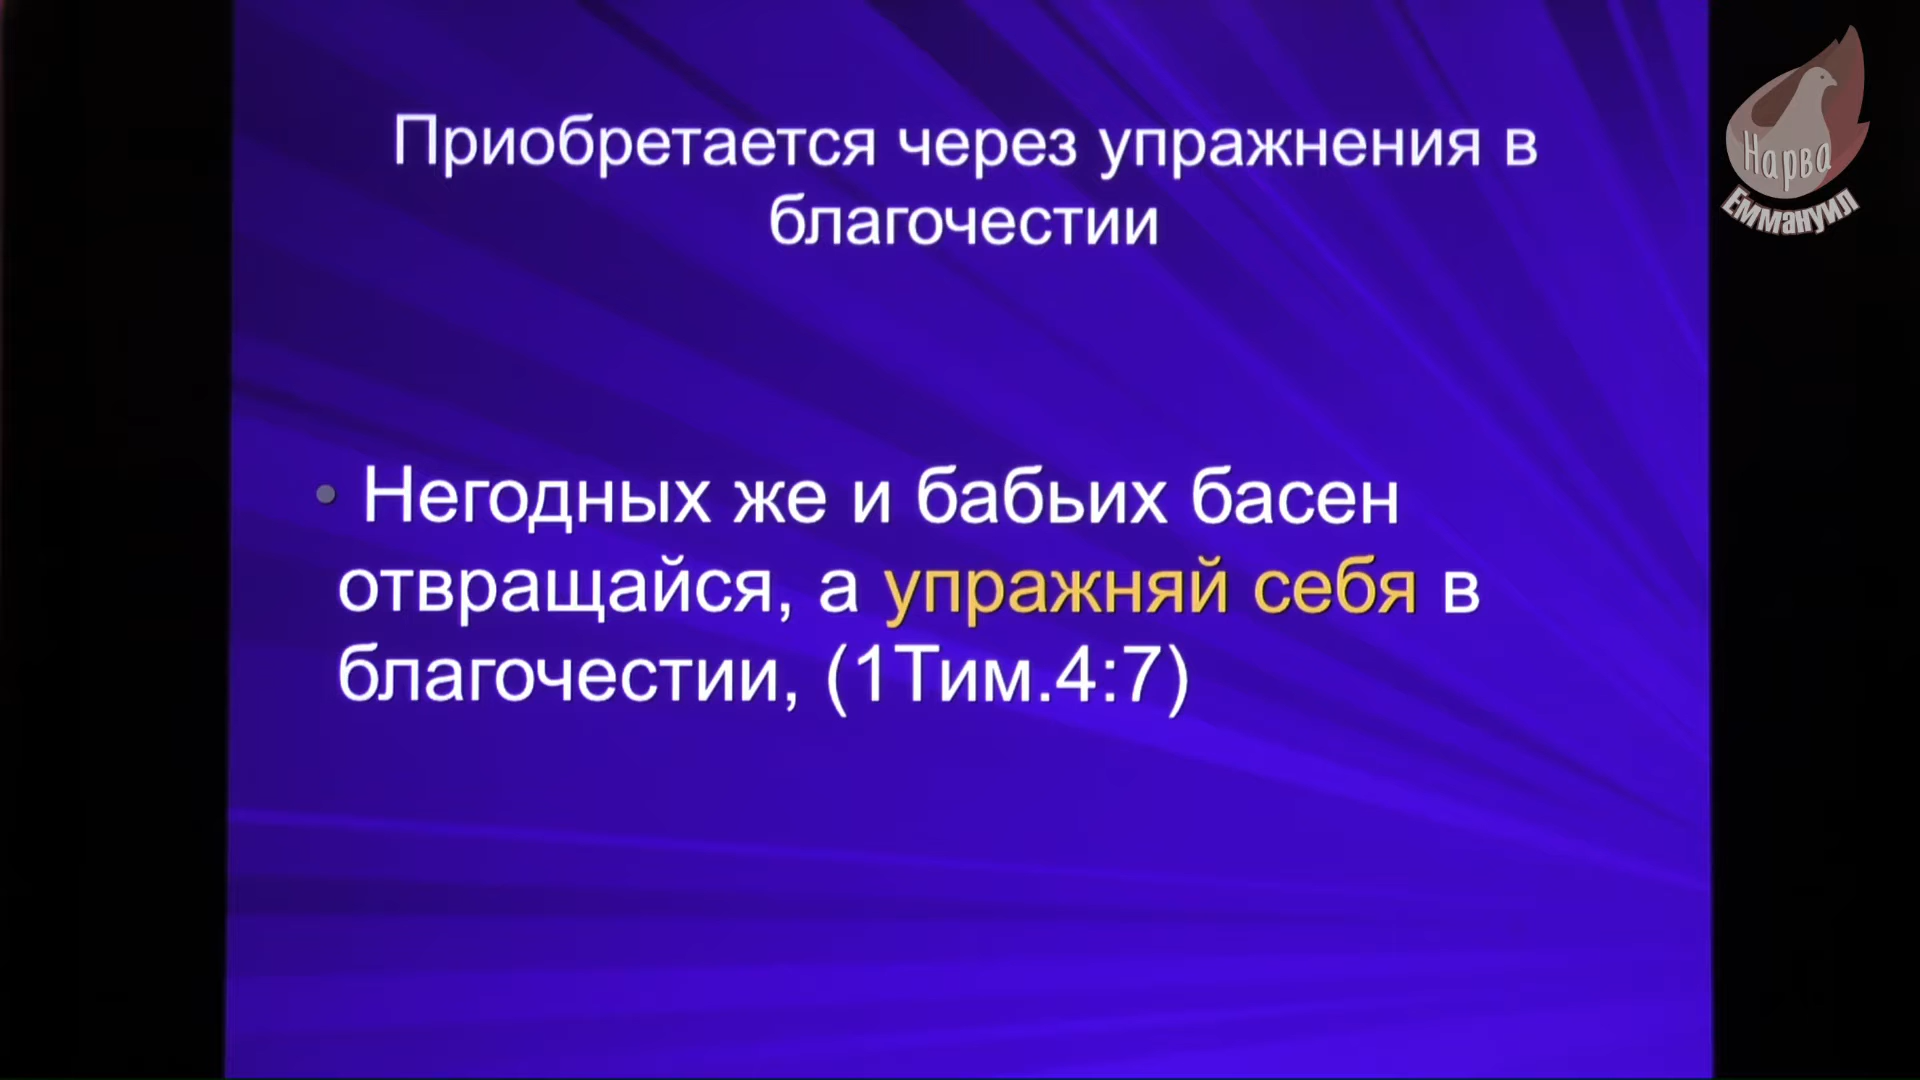 Приобретается через упражнения в
благочестии
• Негодных же и бабьих басен
отвращайся, а упражняй себя в
благочестии, (1Тим.4:7)
Нарва
Еммануил